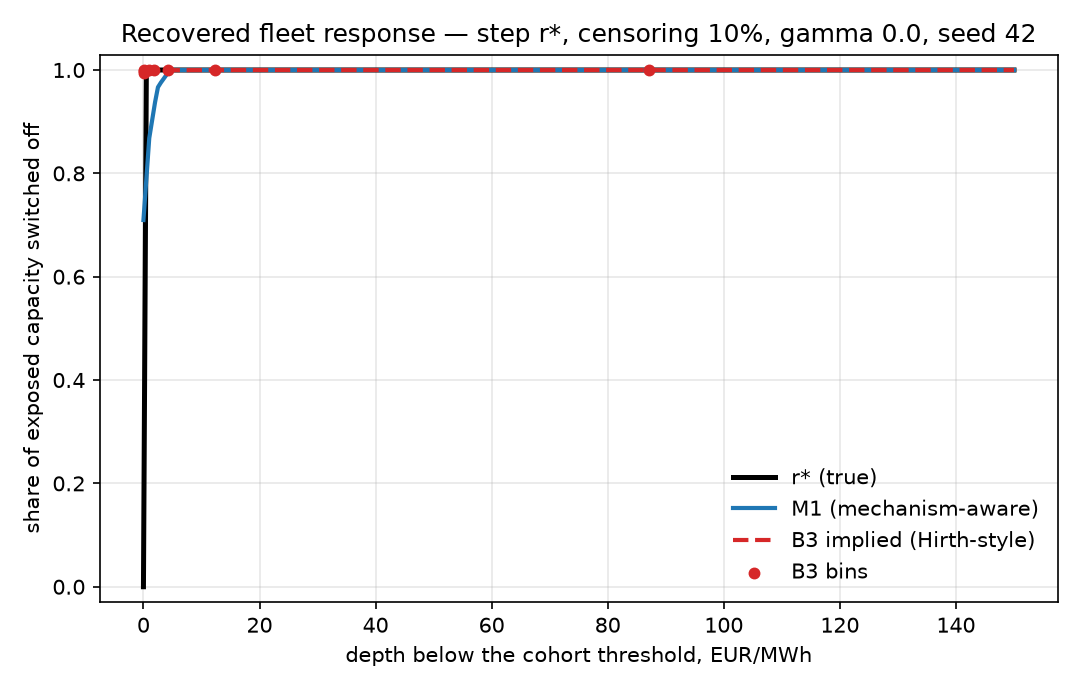 Recovered fleet response — step r*, censoring 10%, gamma 0.0, seed 42
share of exposed capacity switched off
1.0
0.8
0.6
0.4
0.2
0.0
r* (true)
M1 (mechanism-aware)
B3 implied (Hirth-style)
B3 bins
0 20 40 60 80 100 120 140
depth below the cohort threshold, EUR/MWh